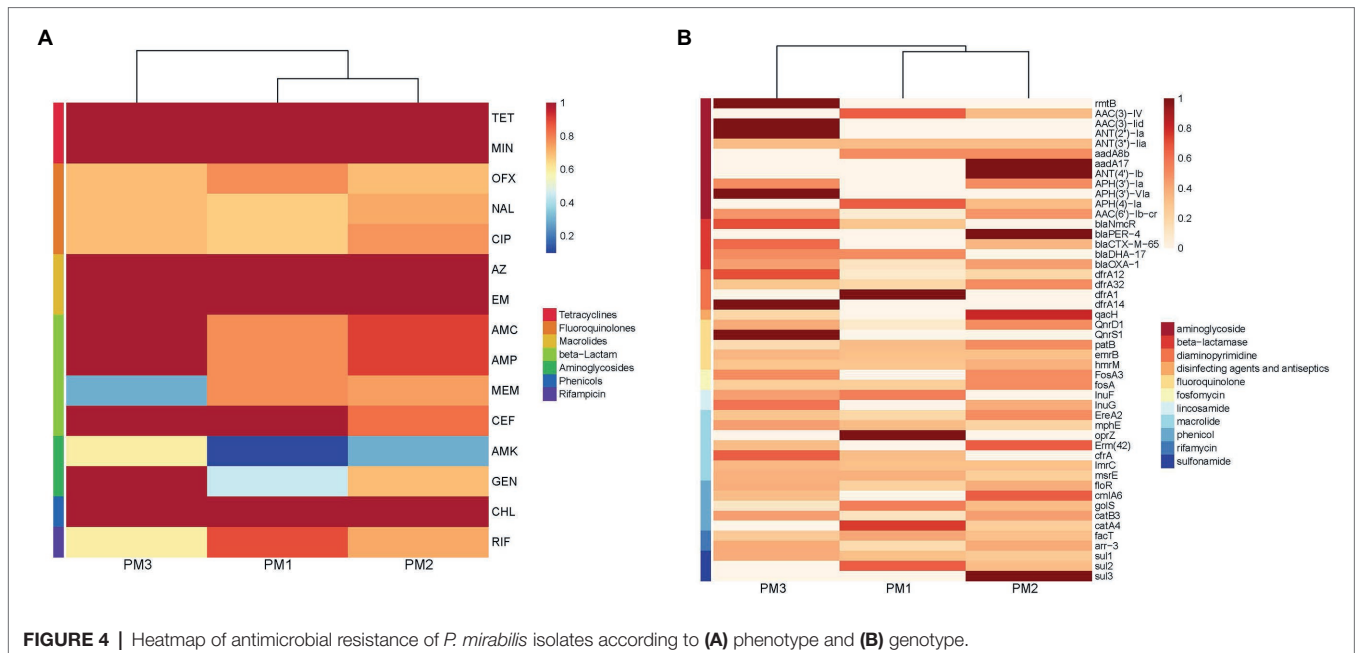 A
TET
MIN
OFX
NAL
CIP
AZ
EM
AMC
AMP
MEM
CEF
AMK
GEN
CHL
RIF
PM3 PM1 PM2
1
0.8
0.6
0.4
0.2
Tetracyclines
Fluoroquinolones
Macrolides
beta-Lactam
Aminoglycosides
Phenicols
Rifampicin
B
rmtB
AAC(3)-IV
AAC(3)-Iid
ANT(2")-Ia
ANT(3")-Iia
aadA8b
aadA17
ANT(4')-Ib
APH(3')-Ia
APH(3')-VIa
APH(4)-Ia
AAC(6')-Ib-cr
blaNmcR
blaPER-4
blaCTX-M-65
blaDHA-17
blaOXA-1
dfrA12
dfrA32
dfrA1
dfrA14
qacH
QnrD1
QnrS1
patB
emrB
hmrM
FosA3
fosA
lnuF
lnuG
EreA2
mphE
oprZ
Erm(42)
cfrA
lmrC
msrE
floR
cmlA6
golS
catB3
catA4
facT
arr-3
sul1
sul2
sul3
PM3 PM1 PM2
1
0.8
0.6
0.4
0.2
0
aminoglycoside
beta-lactamase
diaminopyrimidine
disinfecting agents and antiseptics
fluoroquinolone
fosfomycin
lincosamide
macrolide
phenicol
rifamycin
sulfonamide
FIGURE 4 | Heatmap of antimicrobial resistance of P. mirabilis isolates according to (A) phenotype and (B) genotype.